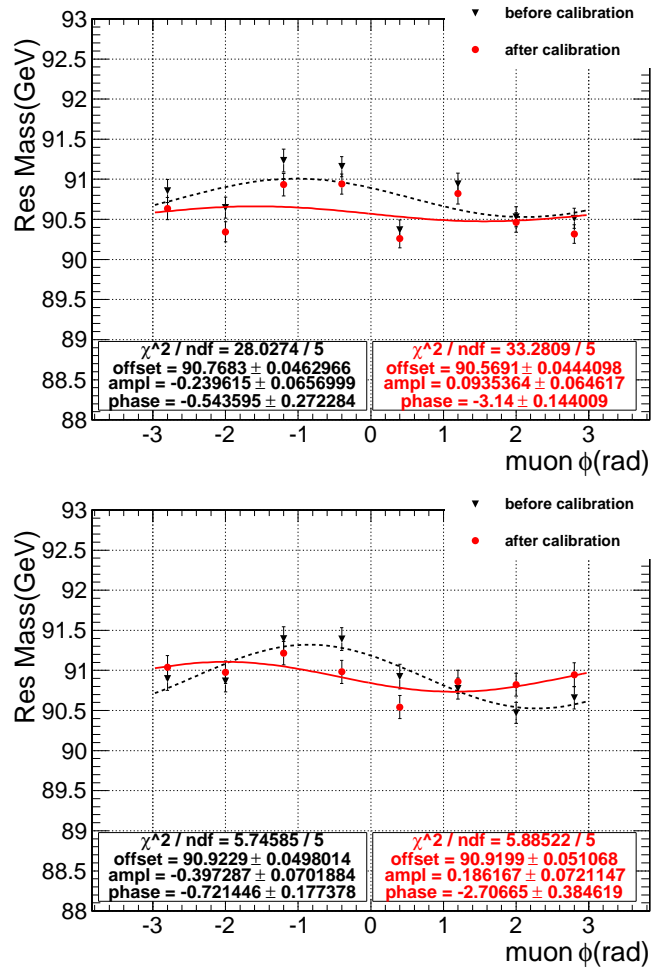 before calibration
after calibration
Res Mass(GeV)
93
92.5
92
91.5
91
90.5
90
89.5
89
88.5
88
χ^2 / ndf = 28.0274 / 5
offset = 90.7683 ± 0.0462966
ampl = -0.239615 ± 0.0656999
phase = -0.543595 ± 0.272284
χ^2 / ndf = 33.2809 / 5
offset = 90.5691 ± 0.0444098
ampl = 0.0935364 ± 0.064617
phase = -3.14 ± 0.144009
-3 -2 -1 0 1 2 3
muon ϕ(rad)
before calibration
after calibration
Res Mass(GeV)
93
92.5
92
91.5
91
90.5
90
89.5
89
88.5
88
χ^2 / ndf = 5.74585 / 5
offset = 90.9229 ± 0.0498014
ampl = -0.397287 ± 0.0701884
phase = -0.721446 ± 0.177378
χ^2 / ndf = 5.88522 / 5
offset = 90.9199 ± 0.051068
ampl = 0.186167 ± 0.0721147
phase = -2.70665 ± 0.384619
-3 -2 -1 0 1 2 3
muon ϕ(rad)